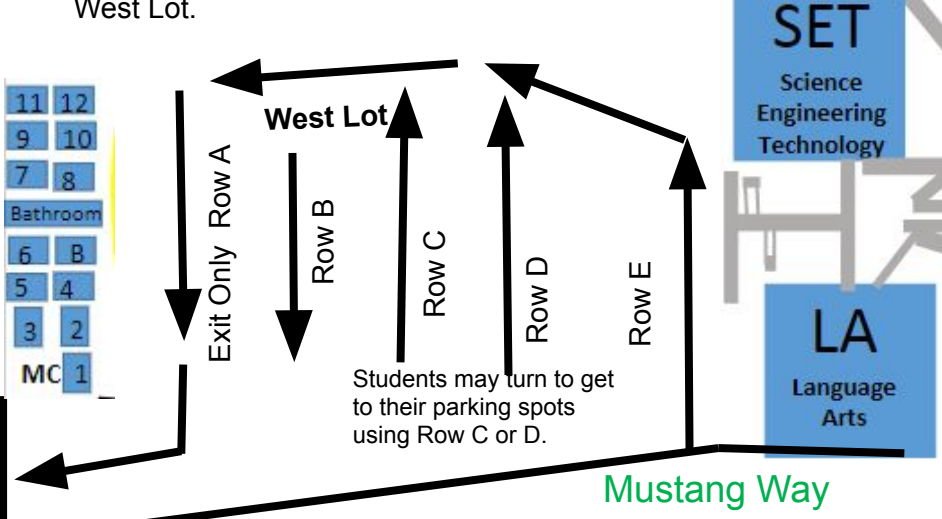 West Lot.
SET
Science
Engineering
Technology
West Lot
11 12
9 10
7 8
Bathroom
6 B
5 4
3 2
MC 1
Exit Only Row A
Row B
Row C
Row D
Row E
Students may turn to get
to their parking spots
using Row C or D.
LA
Language
Arts
Mustang Way